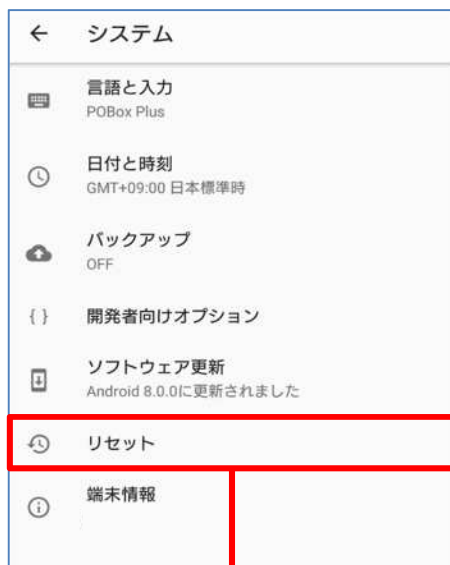 システム
言語と入力
POBox Plus
日付と時刻
GMT+09:00 日本標準時
バックアップ
OFF
{ } 開発者向けオプション
ソフトウェア更新
Android 8.0.0に更新されました
リセット
端末情報